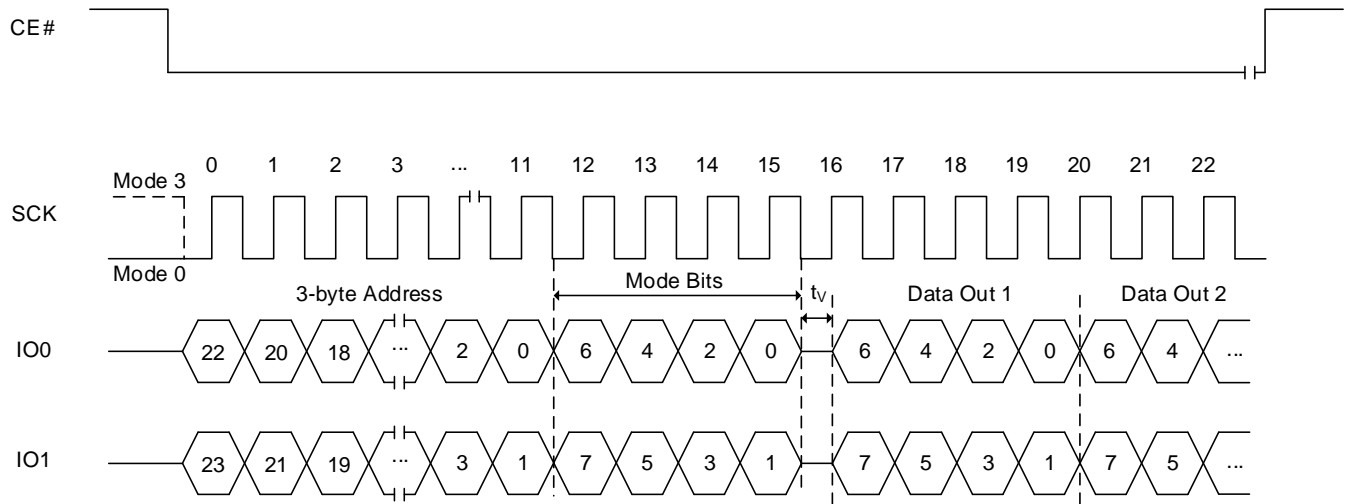 CE#
0 1 2 3 ... 11 12 13 14 15 16 17 18 19 20 21 22
Mode 3
SCK
Mode 0
3-byte Address Mode Bits tV Data Out 1 Data Out 2
IO0 22 20 18 ... 2 0 6 4 2 0 6 4 2 0 6 4 ...
IO1 23 21 19 ... 3 1 7 5 3 1 7 5 3 1 7 5 ...